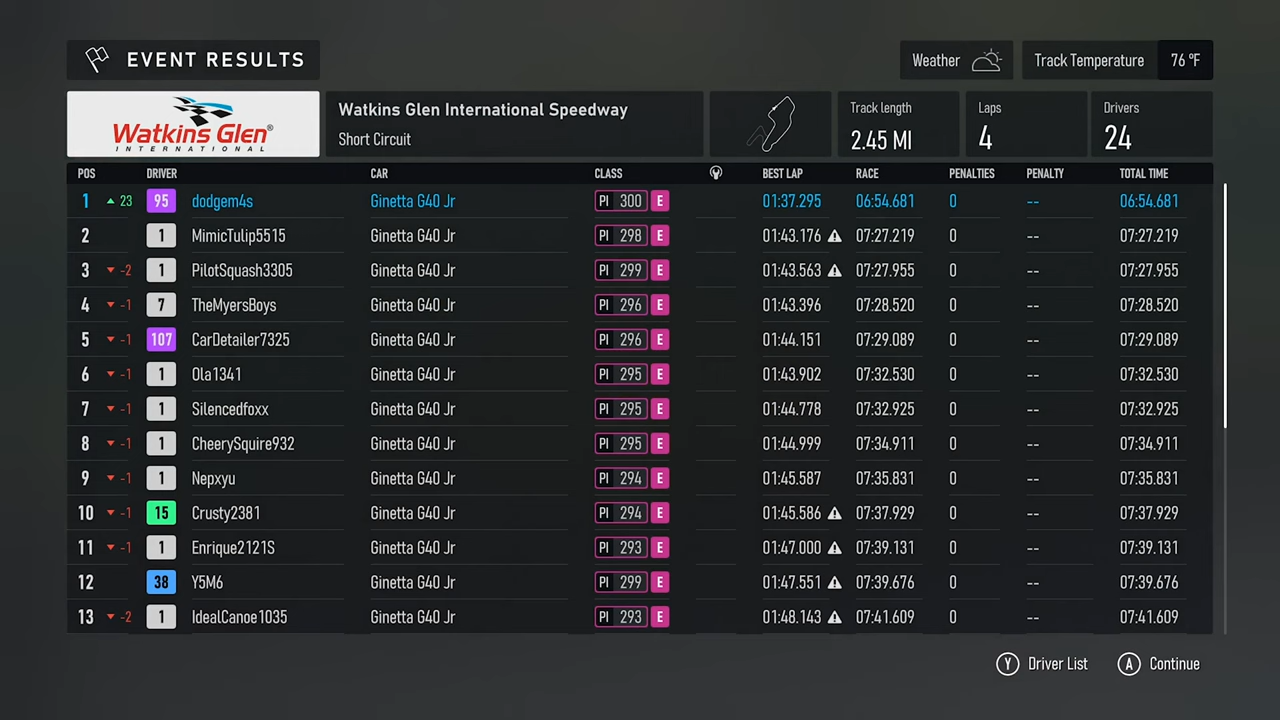 EVENT RESULTS
Weather
Track Temperature 76 °F
Watkins Glen®
INTERNATIONAL
Watkins Glen International Speedway
Short Circuit
Track length
2.45 MI
Laps
4
Drivers
24
POS DRIVER CAR CLASS BEST LAP RACE PENALTIES PENALTY TOTAL TIME
1 23 95 dodgem4s Ginetta G40 Jr PI 300 E 01:37.295 06:54.681 0 -- 06:54.681
2 1 MimicTulip5515 Ginetta G40 Jr PI 298 E 01:43.176 07:27.219 0 -- 07:27.219
3 -2 1 PilotSquash3305 Ginetta G40 Jr PI 299 E 01:43.563 07:27.955 0 -- 07:27.955
4 -1 7 TheMyersBoys Ginetta G40 Jr PI 296 E 01:43.396 07:28.520 0 -- 07:28.520
5 -1 107 CarDetailer7325 Ginetta G40 Jr PI 296 E 01:44.151 07:29.089 0 -- 07:29.089
6 -1 1 Ola1341 Ginetta G40 Jr PI 295 E 01:43.902 07:32.530 0 -- 07:32.530
7 -1 1 Silencedfoxx Ginetta G40 Jr PI 295 E 01:44.778 07:32.925 0 -- 07:32.925
8 -1 1 CheerySquire932 Ginetta G40 Jr PI 295 E 01:44.999 07:34.911 0 -- 07:34.911
9 -1 1 Nepxyu Ginetta G40 Jr PI 294 E 01:45.587 07:35.831 0 -- 07:35.831
10 -1 15 Crusty2381 Ginetta G40 Jr PI 294 E 01:45.586 07:37.929 0 -- 07:37.929
11 -1 1 Enrique2121S Ginetta G40 Jr PI 293 E 01:47.000 07:39.131 0 -- 07:39.131
12 38 Y5M6 Ginetta G40 Jr PI 299 E 01:47.551 07:39.676 0 -- 07:39.676
13 -2 1 IdealCanoe1035 Ginetta G40 Jr PI 293 E 01:48.143 07:41.609 0 -- 07:41.609
Y Driver List A Continue